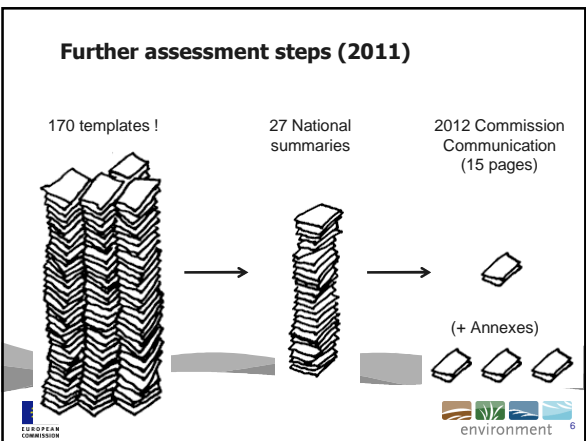 Further assessment steps (2011)
170 templates !
27 National
summaries
2012 Commission
Communication
(15 pages)
(+ Annexes)
EUROPEAN
COMMISSION
environment
6